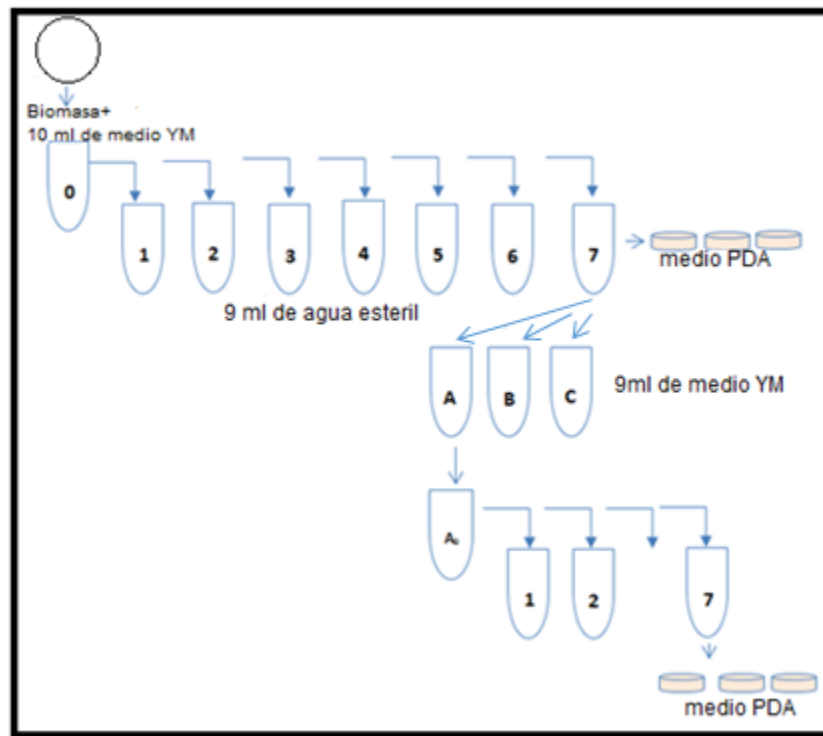 Biomasa+
10 ml de medio YM
0
1 2 3 4 5 6 7
medio PDA
9 ml de agua esteril
A B C
9ml de medio YM
A₀
1 2 7
medio PDA